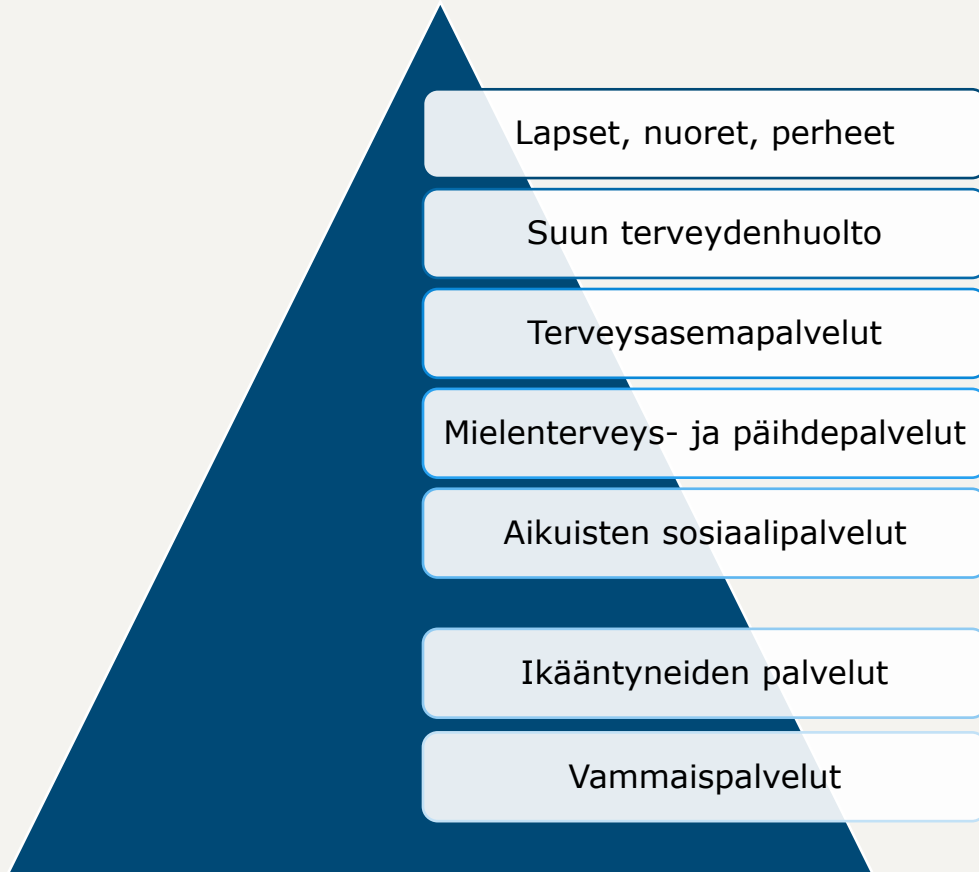 Lapset, nuoret, perheet
Suun terveydenhuolto
Terveysasemapalvelut
Mielenterveys- ja päihdepalvelut
Aikuisten sosiaalipalvelut
Ikääntyneiden palvelut
Vammaispalvelut